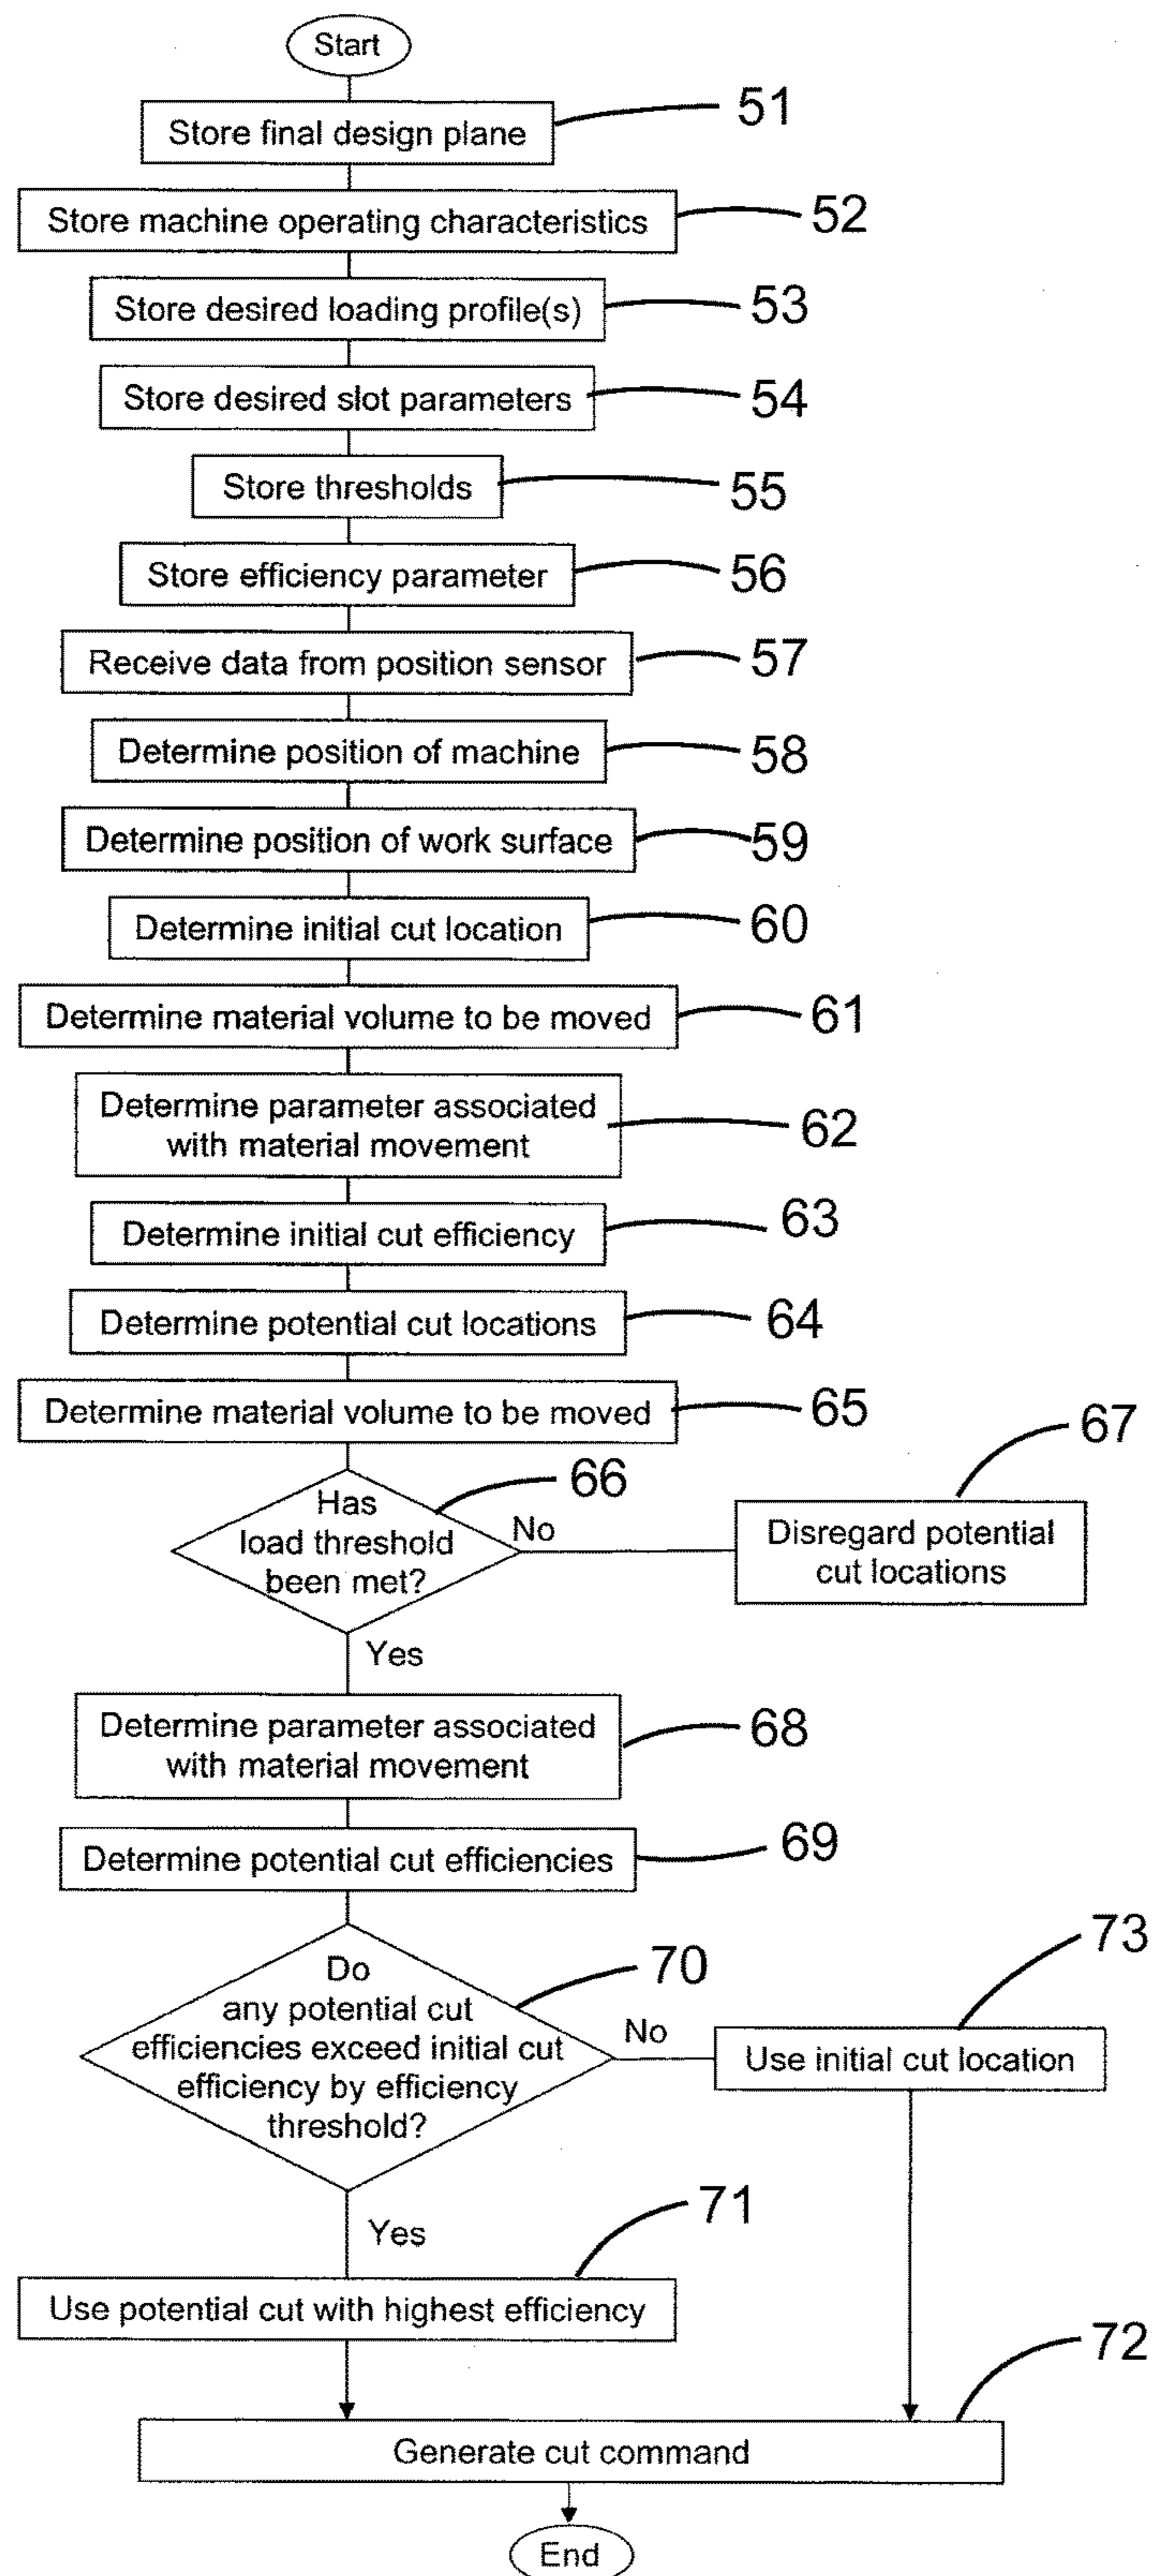 Start
Store final design plane
51
Store machine operating characteristics
52
Store desired loading profile(s)
53
Store desired slot parameters
54
Store thresholds
55
Store efficiency parameter
56
Receive data from position sensor
57
Determine position of machine
58
Determine position of work surface
59
Determine initial cut location
60
Determine material volume to be moved
61
Determine parameter associated
with material movement
62
Determine initial cut efficiency
63
Determine potential cut locations
64
Determine material volume to be moved
65
Has
load threshold
been met?
66
No
Disregard potential
cut locations
67
Yes
Determine parameter associated
with material movement
68
Determine potential cut efficiencies
69
Do
any potential cut
efficiencies exceed initial cut
efficiency by efficiency
threshold?
70
No
Use initial cut location
73
Yes
Use potential cut with highest efficiency
71
Generate cut command
72
End